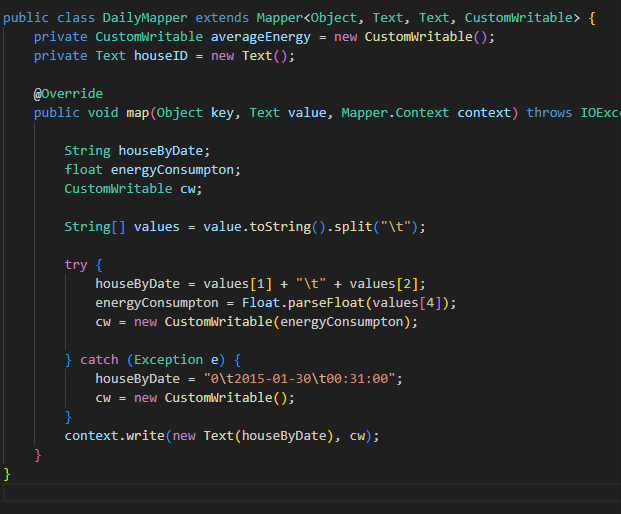 public class DailyMapper extends Mapper<Object, Text, Text, CustomWritable> {
    private CustomWritable averageEnergy = new CustomWritable();
    private Text houseID = new Text();
    @Override
    public void map(Object key, Text value, Mapper.Context context) throws IOExc
        String houseByDate;
        float energyConsumpton;
        CustomWritable cw;
        String[] values = value.toString().split("\t");
        try {
            houseByDate = values[1] + "\t" + values[2];
            energyConsumpton = Float.parseFloat(values[4]);
            cw = new CustomWritable(energyConsumpton);
        } catch (Exception e) {
            houseByDate = "0\t2015-01-30\t00:31:00";
            cw = new CustomWritable();
        }
        context.write(new Text(houseByDate), cw);
    }
}